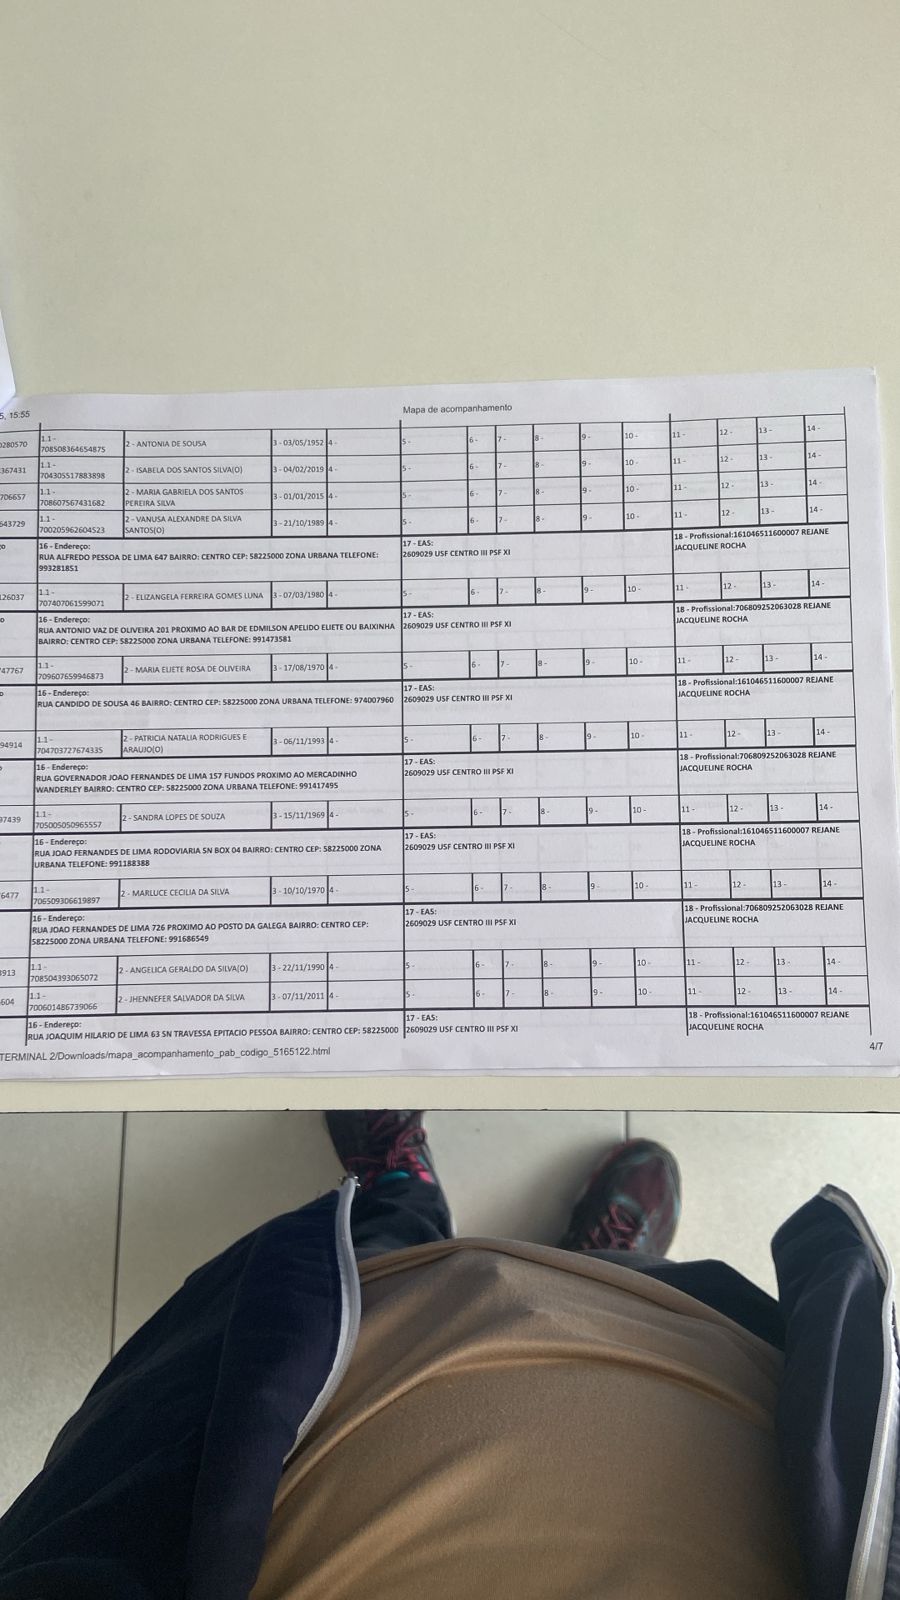 5, 15:55
Mapa de acompanhamento
0280570 1.1 - 708508364654875 2 - ANTONIA DE SOUSA 3 - 03/05/1952 4 - 5 - 6 - 7 - 8 - 9 - 10 - 11 - 12 - 13 - 14 -
367431 1.1 - 704305517883898 2 - ISABELA DOS SANTOS SILVA(O) 3 - 04/02/2019 4 - 5 - 6 - 7 - 8 - 9 - 10 - 11 - 12 - 13 - 14 -
706657 1.1 - 708607567431682 2 - MARIA GABRIELA DOS SANTOS PEREIRA SILVA 3 - 01/01/2015 4 - 5 - 6 - 7 - 8 - 9 - 10 - 11 - 12 - 13 - 14 -
643729 1.1 - 700205962604523 2 - VANUSA ALEXANDRE DA SILVA SANTOS(O) 3 - 21/10/1989 4 - 5 - 6 - 7 - 8 - 9 - 10 - 11 - 12 - 13 - 14 -
16 - Endereço: 17 - EAS: 18 - Profissional:161046511600007 REJANE
RUA ALFREDO PESSOA DE LIMA 647 BAIRRO: CENTRO CEP: 58225000 ZONA URBANA TELEFONE: 2609029 USF CENTRO III PSF XI JACQUELINE ROCHA
993281851
126037 1.1 - 707407061599071 2 - ELIZANGELA FERREIRA GOMES LUNA 3 - 07/03/1980 4 - 5 - 6 - 7 - 8 - 9 - 10 - 11 - 12 - 13 - 14 -
16 - Endereço: 17 - EAS: 18 - Profissional:706809252063028 REJANE
RUA ANTONIO VAZ DE OLIVEIRA 201 PROXIMO AO BAR DE EDMILSON APELIDO ELIETE OU BAIXINHA 2609029 USF CENTRO III PSF XI JACQUELINE ROCHA
BAIRRO: CENTRO CEP: 58225000 ZONA URBANA TELEFONE: 991473581
747767 1.1 - 709607659946873 2 - MARIA ELIETE ROSA DE OLIVEIRA 3 - 17/08/1970 4 - 5 - 6 - 7 - 8 - 9 - 10 - 11 - 12 - 13 - 14 -
16 - Endereço: 17 - EAS: 18 - Profissional:161046511600007 REJANE
RUA CANDIDO DE SOUSA 46 BAIRRO: CENTRO CEP: 58225000 ZONA URBANA TELEFONE: 974007960 2609029 USF CENTRO III PSF XI JACQUELINE ROCHA
94914 1.1 - 704703727674335 2 - PATRICIA NATALIA RODRIGUES E ARAUJO(O) 3 - 06/11/1993 4 - 5 - 6 - 7 - 8 - 9 - 10 - 11 - 12 - 13 - 14 -
16 - Endereço: 17 - EAS: 18 - Profissional:706809252063028 REJANE
RUA GOVERNADOR JOAO FERNANDES DE LIMA 157 FUNDOS PROXIMO AO MERCADINHO 2609029 USF CENTRO III PSF XI JACQUELINE ROCHA
WANDERLEY BAIRRO: CENTRO CEP: 58225000 ZONA URBANA TELEFONE: 991417495
97439 1.1 - 705005050965557 2 - SANDRA LOPES DE SOUZA 3 - 15/11/1969 4 - 5 - 6 - 7 - 8 - 9 - 10 - 11 - 12 - 13 - 14 -
16 - Endereço: 17 - EAS: 18 - Profissional:161046511600007 REJANE
RUA JOAO FERNANDES DE LIMA RODOVIARIA SN BOX 04 BAIRRO: CENTRO CEP: 58225000 ZONA 2609029 USF CENTRO III PSF XI JACQUELINE ROCHA
URBANA TELEFONE: 991188388
6477 1.1 - 706509306619897 2 - MARLUCE CECILIA DA SILVA 3 - 10/10/1970 4 - 5 - 6 - 7 - 8 - 9 - 10 - 11 - 12 - 13 - 14 -
16 - Endereço: 17 - EAS: 18 - Profissional:706809252063028 REJANE
RUA JOAO FERNANDES DE LIMA 726 PROXIMO AO POSTO DA GALEGA BAIRRO: CENTRO CEP: 2609029 USF CENTRO III PSF XI JACQUELINE ROCHA
58225000 ZONA URBANA TELEFONE: 991686549
3913 1.1 - 708504393065072 2 - ANGELICA GERALDO DA SILVA(O) 3 - 22/11/1990 4 - 5 - 6 - 7 - 8 - 9 - 10 - 11 - 12 - 13 - 14 -
604 1.1 - 700601486739066 2 - JHENNEFER SALVADOR DA SILVA 3 - 07/11/2011 4 - 5 - 6 - 7 - 8 - 9 - 10 - 11 - 12 - 13 - 14 -
16 - Endereço: 17 - EAS: 18 - Profissional:161046511600007 REJANE
RUA JOAQUIM HILARIO DE LIMA 63 SN TRAVESSA EPITACIO PESSOA BAIRRO: CENTRO CEP: 58225000 2609029 USF CENTRO III PSF XI JACQUELINE ROCHA
TERMINAL 2/Downloads/mapa_acompanhamento_pab_codigo_5165122.html 4/7